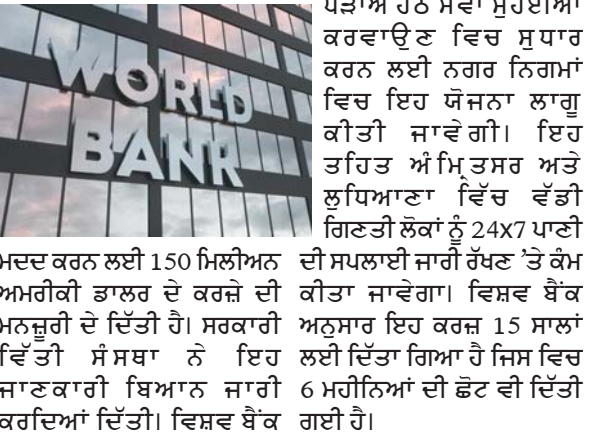 WORLD
BANK
ਮਦਦ ਕਰਨ ਲਈ 150 ਮਿਲੀਅਨ
ਅਮਰੀਕੀ ਡਾਲਰ ਦੇ ਕਰਜ਼ੇ ਦੀ
ਮਨਜ਼ੂਰੀ ਦੇ ਦਿੱਤੀ ਹੈ। ਸਰਕਾਰੀ
ਵਿੱਤੀ ਸੰਸਥਾ ਨੇ ਇਹ
ਜਾਣਕਾਰੀ ਬਿਆਨ ਜਾਰੀ
ਕਰਦਿਆਂ ਦਿੱਤੀ। ਵਿਸ਼ਵ ਬੈਂਕ
ਕਰਵਾਉਣ ਵਿਚ ਸੁਧਾਰ
ਕਰਨ ਲਈ ਨਗਰ ਨਿਗਮਾਂ
ਵਿਚ ਇਹ ਯੋਜਨਾ ਲਾਗੂ
ਕੀਤੀ ਜਾਵੇਗੀ। ਇਹ
ਤਹਿਤ ਅੰਮ੍ਰਿਤਸਰ ਅਤੇ
ਲੁਧਿਆਣਾ ਵਿੱਚ ਵੱਡੀ
ਗਿਣਤੀ ਲੋਕਾਂ ਨੂੰ 24x7 ਪਾਣੀ
ਦੀ ਸਪਲਾਈ ਜਾਰੀ ਰੱਖਣ ’ਤੇ ਕੰਮ
ਕੀਤਾ ਜਾਵੇਗਾ। ਵਿਸ਼ਵ ਬੈਂਕ
ਅਨੁਸਾਰ ਇਹ ਕਰਜ਼ 15 ਸਾਲਾਂ
ਲਈ ਦਿੱਤਾ ਗਿਆ ਹੈ ਜਿਸ ਵਿਚ
6 ਮਹੀਨਿਆਂ ਦੀ ਛੋਟ ਵੀ ਦਿੱਤੀ
ਗਈ ਹੈ।